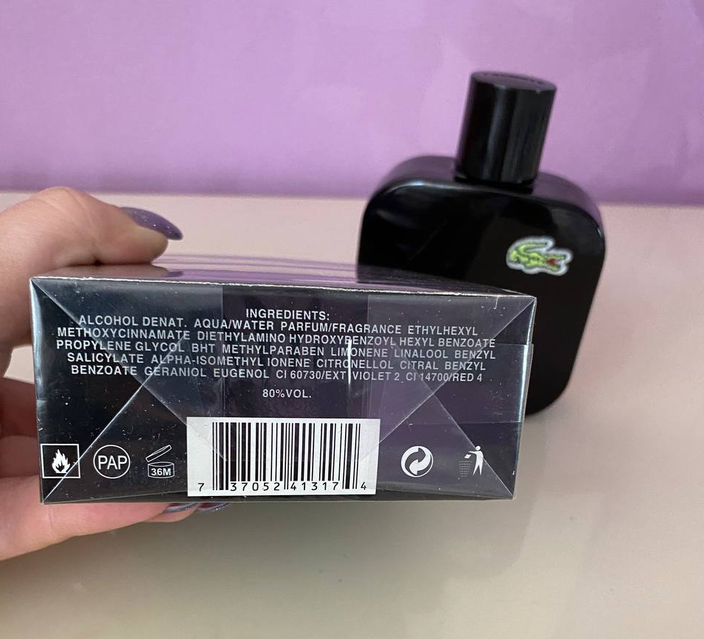 INGREDIENTS:
ALCOHOL DENAT. AQUA/WATER PARFUM/FRAGRANCE ETHYLHEXYL
METHOXYCINNAMATE DIETHYLAMINO HYDROXYBENZOYL HEXYL BENZOATE
PROPYLENE GLYCOL BHT METHYLPARABEN LIMONENE LINALOOL BENZYL
SALICYLATE ALPHA-ISOMETHYL IONENE CITRONELLOL CITRAL BENZYL
BENZOATE GERANIOL EUGENOL CI 60730/EXT VIOLET 2 CI 14700/RED 4
80%VOL.
PAP
36M
7 37052 41317 4